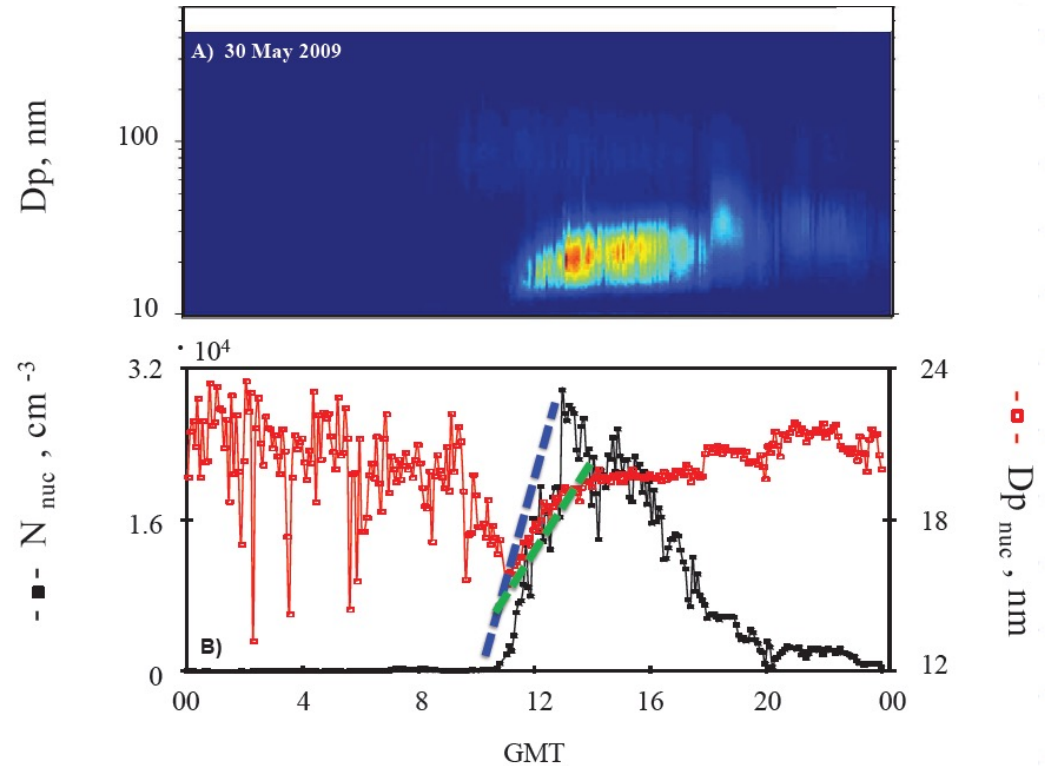 A) 30 May 2009
Dp, nm
100
10
· 10⁴
3.2
1.6
0
- ■ - N nuc , cm -3
24
18
12
- □ - Dp nuc , nm
B)
00 4 8 12 16 20 00
GMT